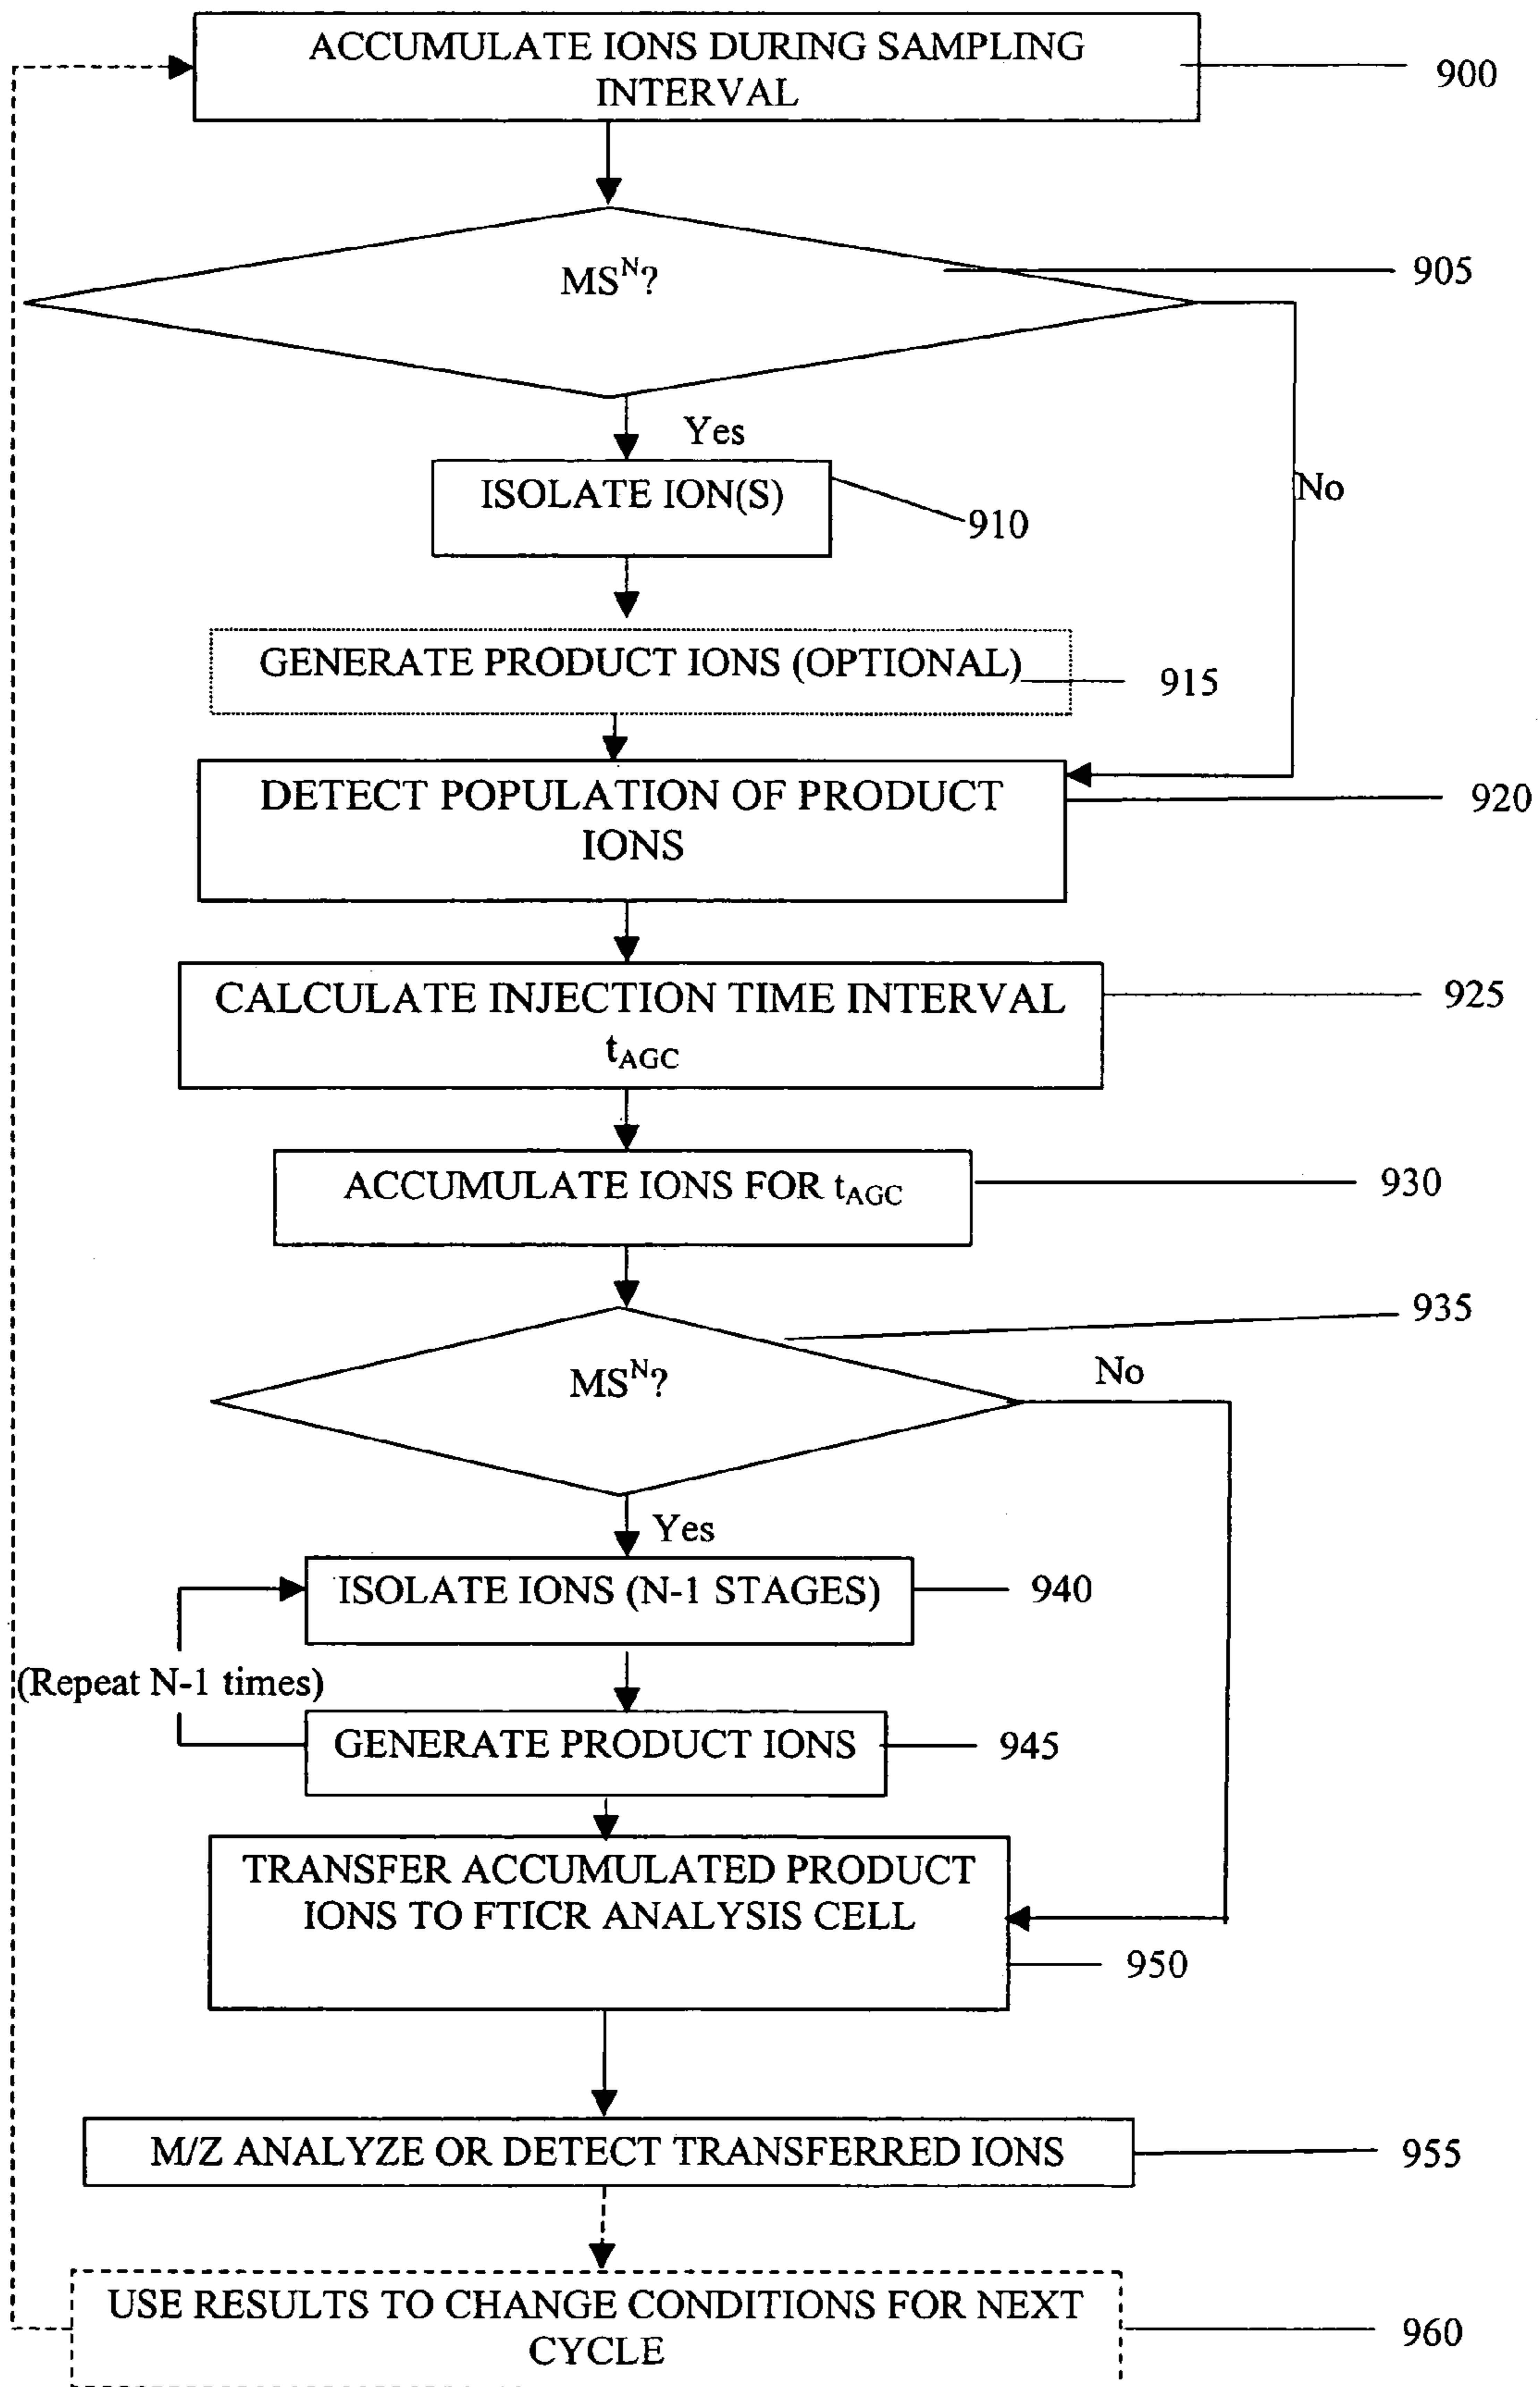 ACCUMULATE IONS DURING SAMPLING
INTERVAL
900
MSᴺ?
905
Yes
No
ISOLATE ION(S)
910
GENERATE PRODUCT IONS (OPTIONAL)
915
DETECT POPULATION OF PRODUCT
IONS
920
CALCULATE INJECTION TIME INTERVAL
tAGC
925
ACCUMULATE IONS FOR tAGC
930
MSᴺ?
935
No
Yes
ISOLATE IONS (N-1 STAGES)
940
(Repeat N-1 times)
GENERATE PRODUCT IONS
945
TRANSFER ACCUMULATED PRODUCT
IONS TO FTICR ANALYSIS CELL
950
M/Z ANALYZE OR DETECT TRANSFERRED IONS
955
USE RESULTS TO CHANGE CONDITIONS FOR NEXT
CYCLE
960